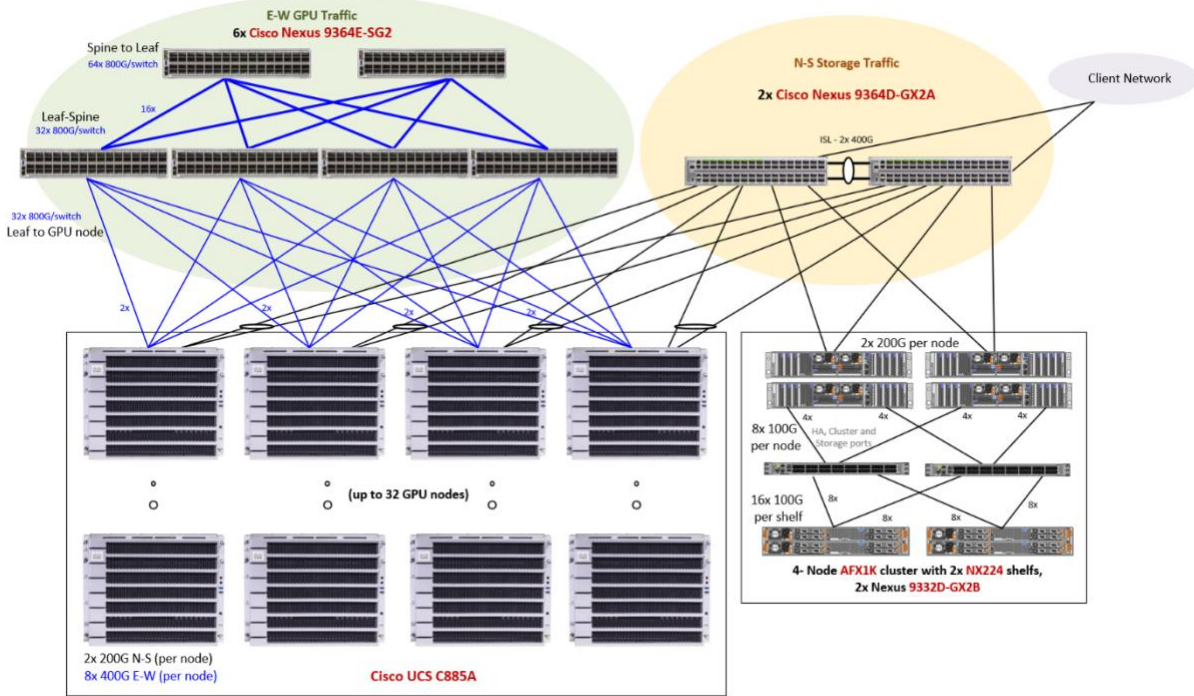 E-W GPU Traffic
6x Cisco Nexus 9364E-SG2
Spine to Leaf
64x 800G/switch
16x
Leaf-Spine
32x 800G/switch
32x 800G/switch
Leaf to GPU node
N-S Storage Traffic
2x Cisco Nexus 9364D-GX2A
ISL - 2x 400G
Client Network
2x
2x
2x
2x
(up to 32 GPU nodes)
2x 200G N-S (per node)
8x 400G E-W (per node)
Cisco UCS C885A
2x 200G per node
4x
4x
4x
4x
8x 100G
per node
HA, Cluster and
Storage ports
16x 100G
per shelf
8x
8x
8x
8x
4- Node AFX1K cluster with 2x NX224 shelfs,
2x Nexus 9332D-GX2B